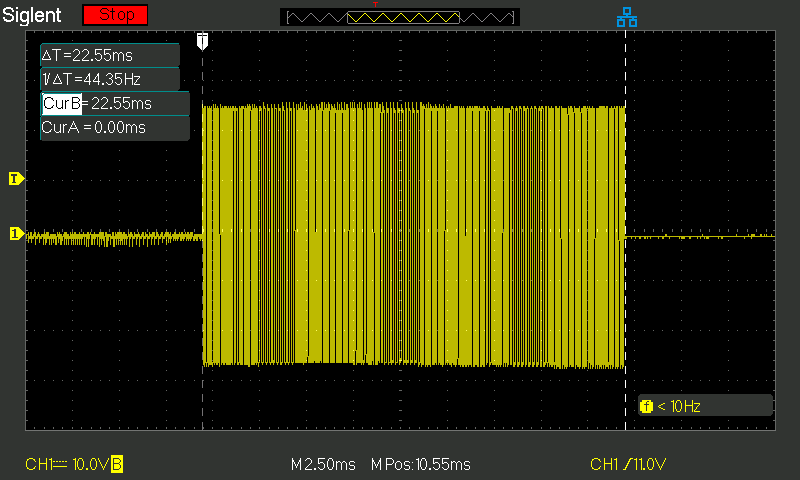 Siglent Stop
T
ΔT=22.55ms
1/ΔT=44.35Hz
CurB=22.55ms
CurA=0.00ms
T
1
f < 10Hz
CH1 10.0V B M 2.50ms M Pos:10.55ms CH1 /11.0V